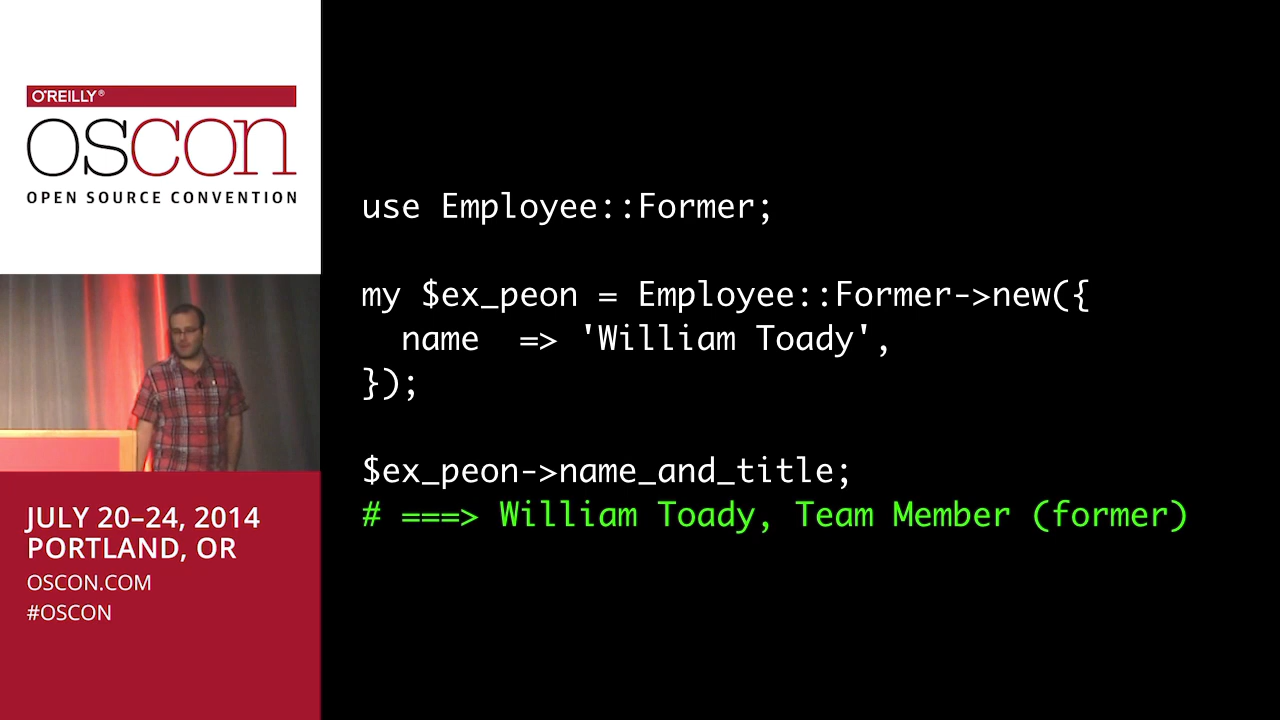 O'REILLY®
OSCON
OPEN SOURCE CONVENTION
JULY 20–24, 2014
PORTLAND, OR
OSCON.COM
#OSCON
use Employee::Former;
my $ex_peon = Employee::Former->new({
  name  => 'William Toady',
});
$ex_peon->name_and_title;
# ===> William Toady, Team Member (former)